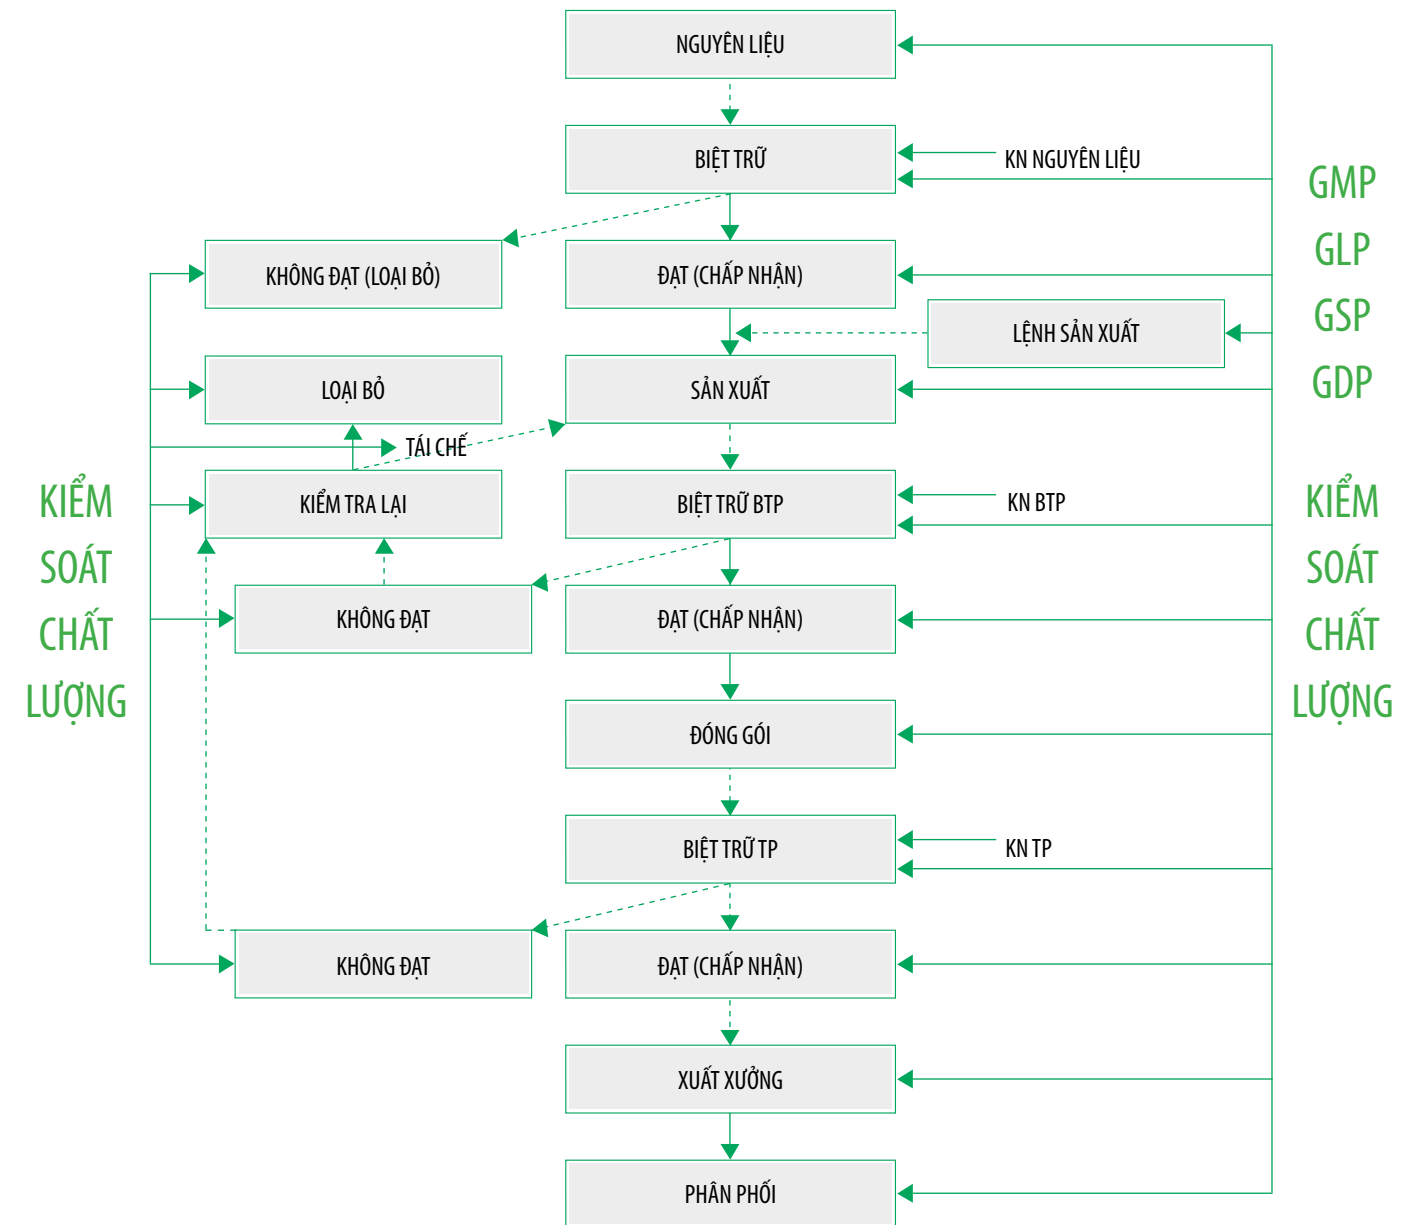 NGUYÊN LIỆU
BIỆT TRỮ
KN NGUYÊN LIỆU
KHÔNG ĐẠT (LOẠI BỎ)
ĐẠT (CHẤP NHẬN)
LỆNH SẢN XUẤT
LOẠI BỎ
SẢN XUẤT
TÁI CHẾ
KIỂM TRA LẠI
BIỆT TRỮ BTP
KN BTP
KHÔNG ĐẠT
ĐẠT (CHẤP NHẬN)
ĐÓNG GÓI
BIỆT TRỮ TP
KN TP
KHÔNG ĐẠT
ĐẠT (CHẤP NHẬN)
XUẤT XƯỞNG
PHÂN PHỐI
KIỂM
SOÁT
CHẤT
LƯỢNG
GMP
GLP
GSP
GDP
KIỂM
SOÁT
CHẤT
LƯỢNG